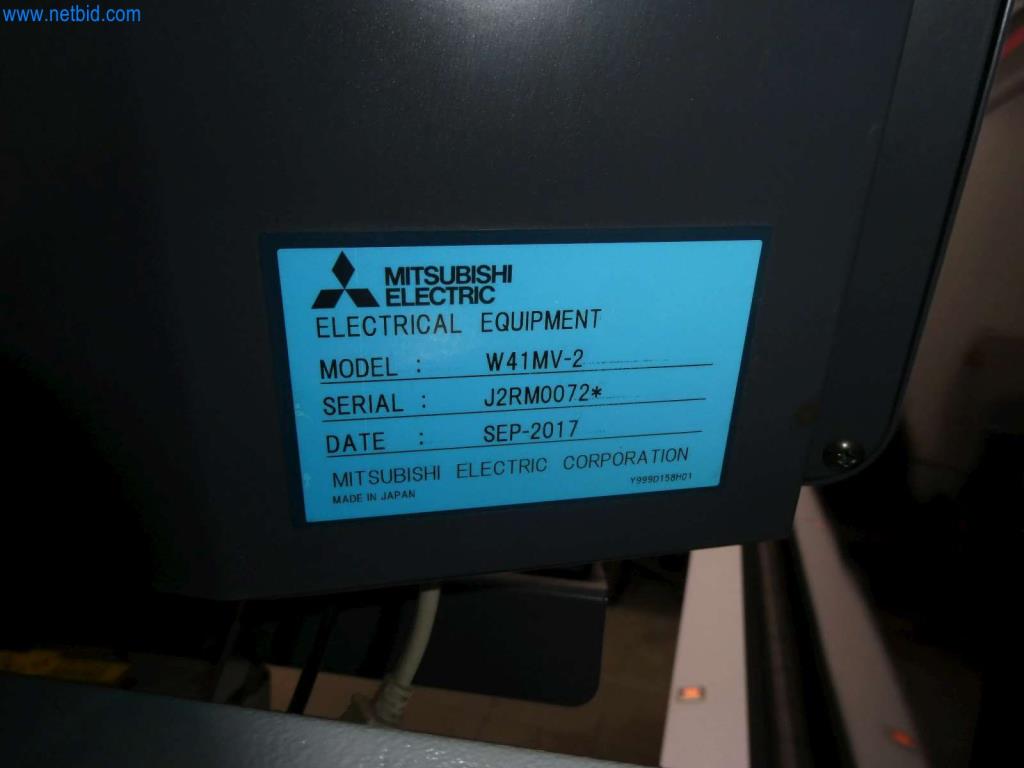 www.netbid.com
MITSUBISHI
ELECTRIC
ELECTRICAL EQUIPMENT
MODEL : W41MV-2
SERIAL : J2RM0072*
DATE : SEP-2017
MITSUBISHI ELECTRIC CORPORATION
MADE IN JAPAN Y999D158H01